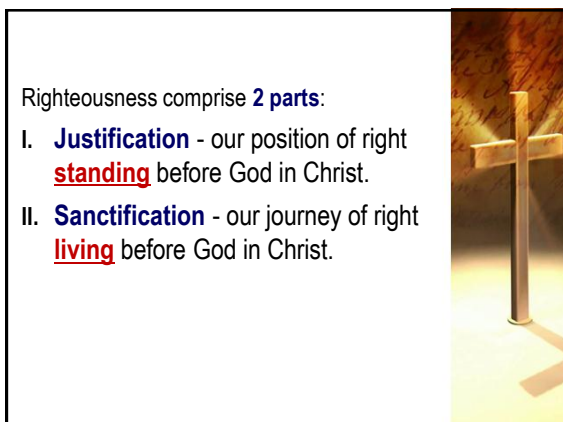 Righteousness comprise 2 parts:
I. Justification - our position of right
standing before God in Christ.
II. Sanctification - our journey of right
living before God in Christ.